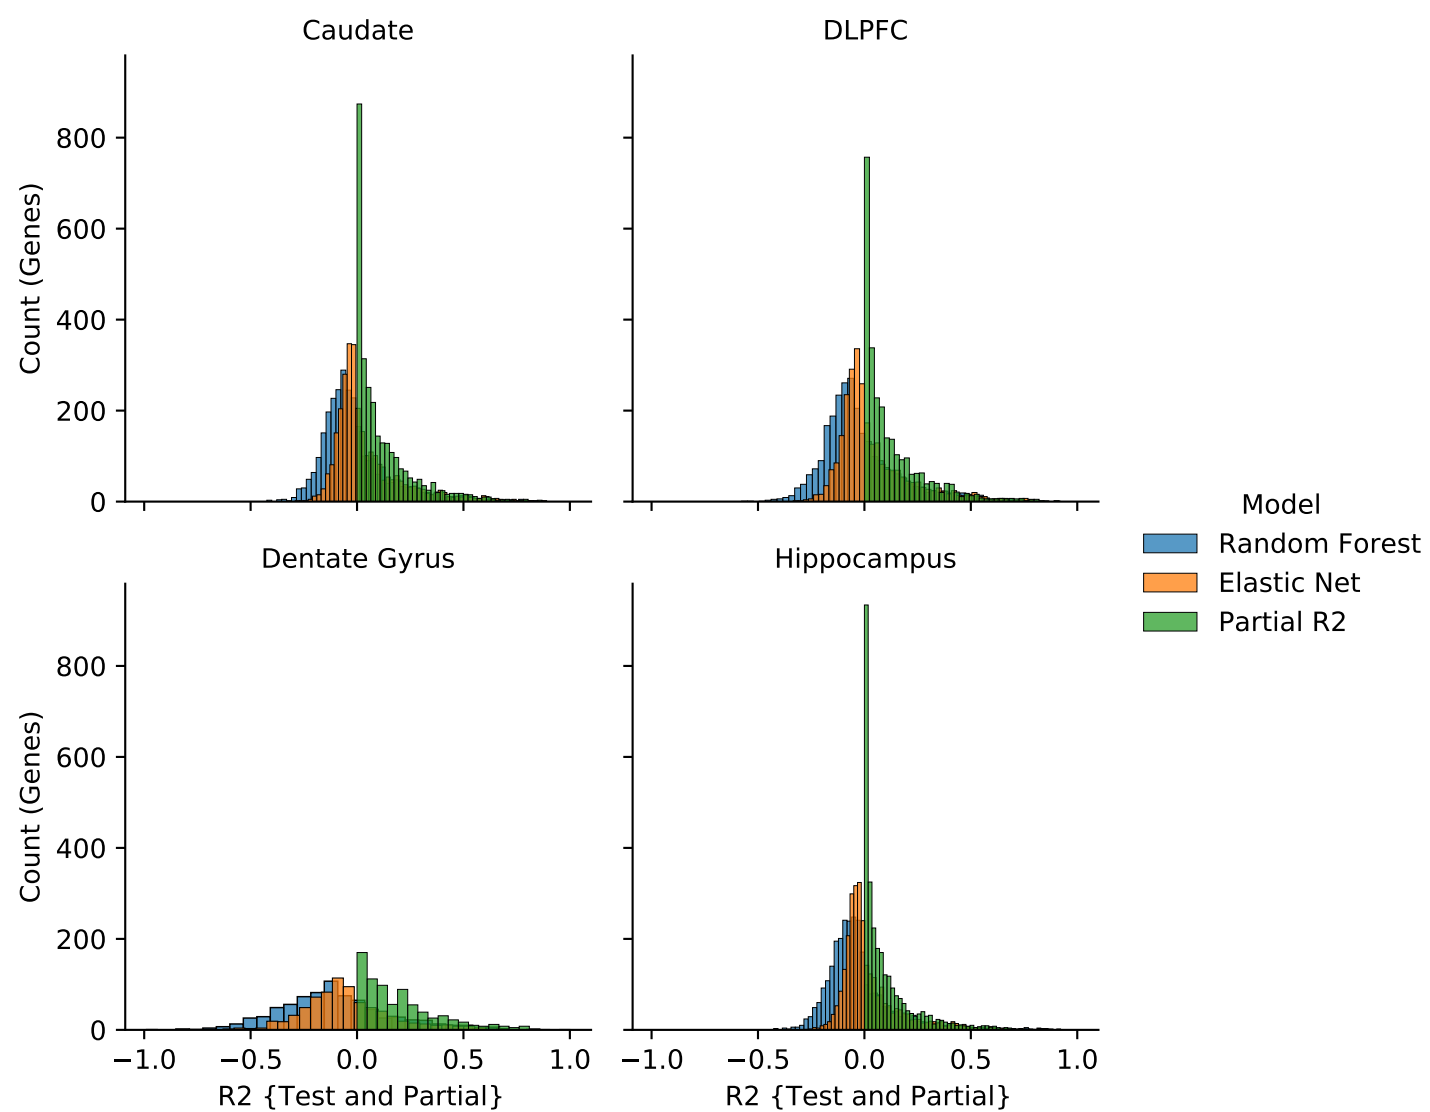 Caudate
DLPFC
Count (Genes)
800
600
400
200
0
Dentate Gyrus
Hippocampus
Count (Genes)
800
600
400
200
0
−1.0 −0.5 0.0 0.5 1.0
−1.0 −0.5 0.0 0.5 1.0
R2 {Test and Partial}
R2 {Test and Partial}
Model
Random Forest
Elastic Net
Partial R2